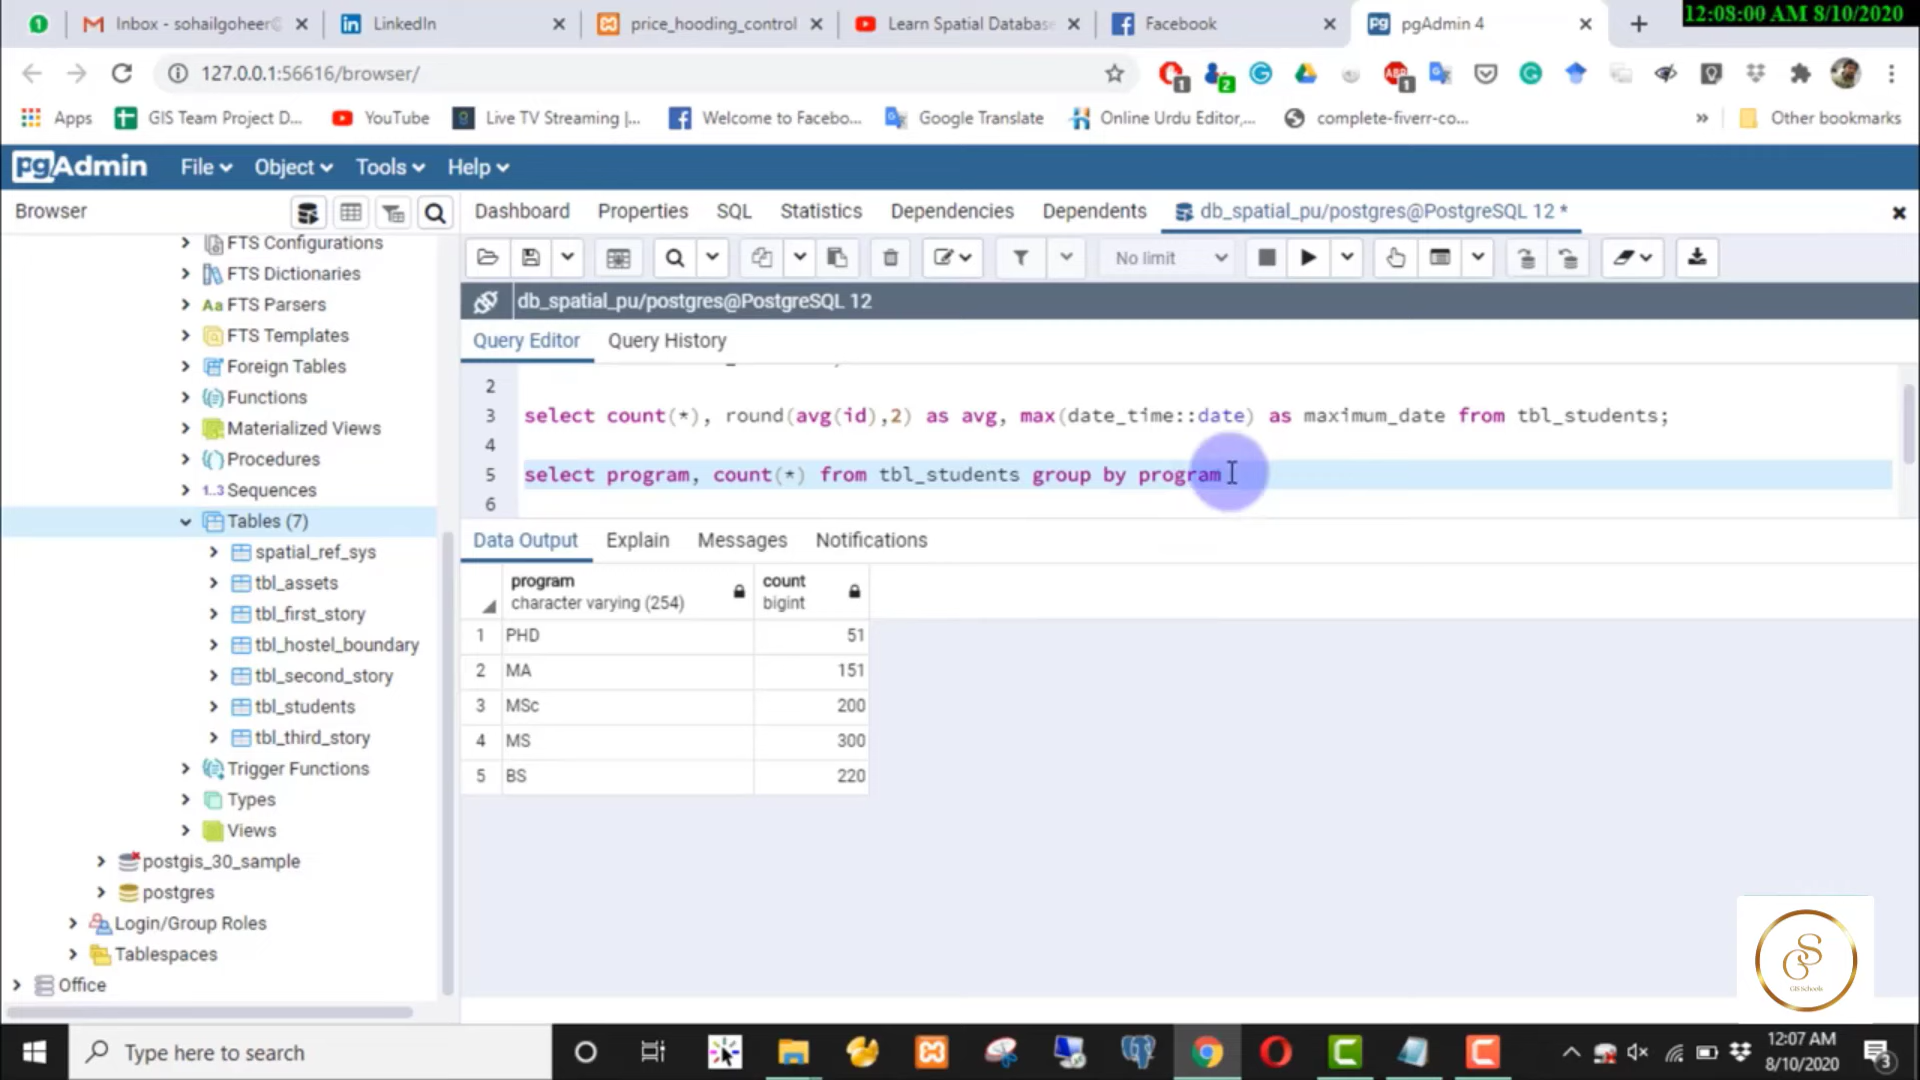 12:08:00 AM 8/10/2020
Inbox - sohailgoheer@
LinkedIn
price_hooding_control
Learn Spatial Database
Facebook
pgAdmin 4
127.0.0.1:56616/browser/
Apps
GIS Team Project D...
YouTube
Live TV Streaming |...
Welcome to Facebo...
Google Translate
Online Urdu Editor,...
complete-fiverr-co...
»
Other bookmarks
pgAdmin
File
Object
Tools
Help
Browser
Dashboard
Properties
SQL
Statistics
Dependencies
Dependents
db_spatial_pu/postgres@PostgreSQL 12 *
No limit
db_spatial_pu/postgres@PostgreSQL 12
Query Editor
Query History
2
3 select count(*), round(avg(id),2) as avg, max(date_time::date) as maximum_date from tbl_students;
4
5 select program, count(*) from tbl_students group by program
6
FTS Configurations
FTS Dictionaries
FTS Parsers
FTS Templates
Foreign Tables
Functions
Materialized Views
Procedures
Sequences
Tables (7)
spatial_ref_sys
tbl_assets
tbl_first_story
tbl_hostel_boundary
tbl_second_story
tbl_students
tbl_third_story
Trigger Functions
Types
Views
postgis_30_sample
postgres
Login/Group Roles
Tablespaces
Office
Data Output
Explain
Messages
Notifications
program
character varying (254)
count
bigint
1 PHD 51
2 MA 151
3 MSc 200
4 MS 300
5 BS 220
GIS Schools
Type here to search
12:07 AM
8/10/2020
3